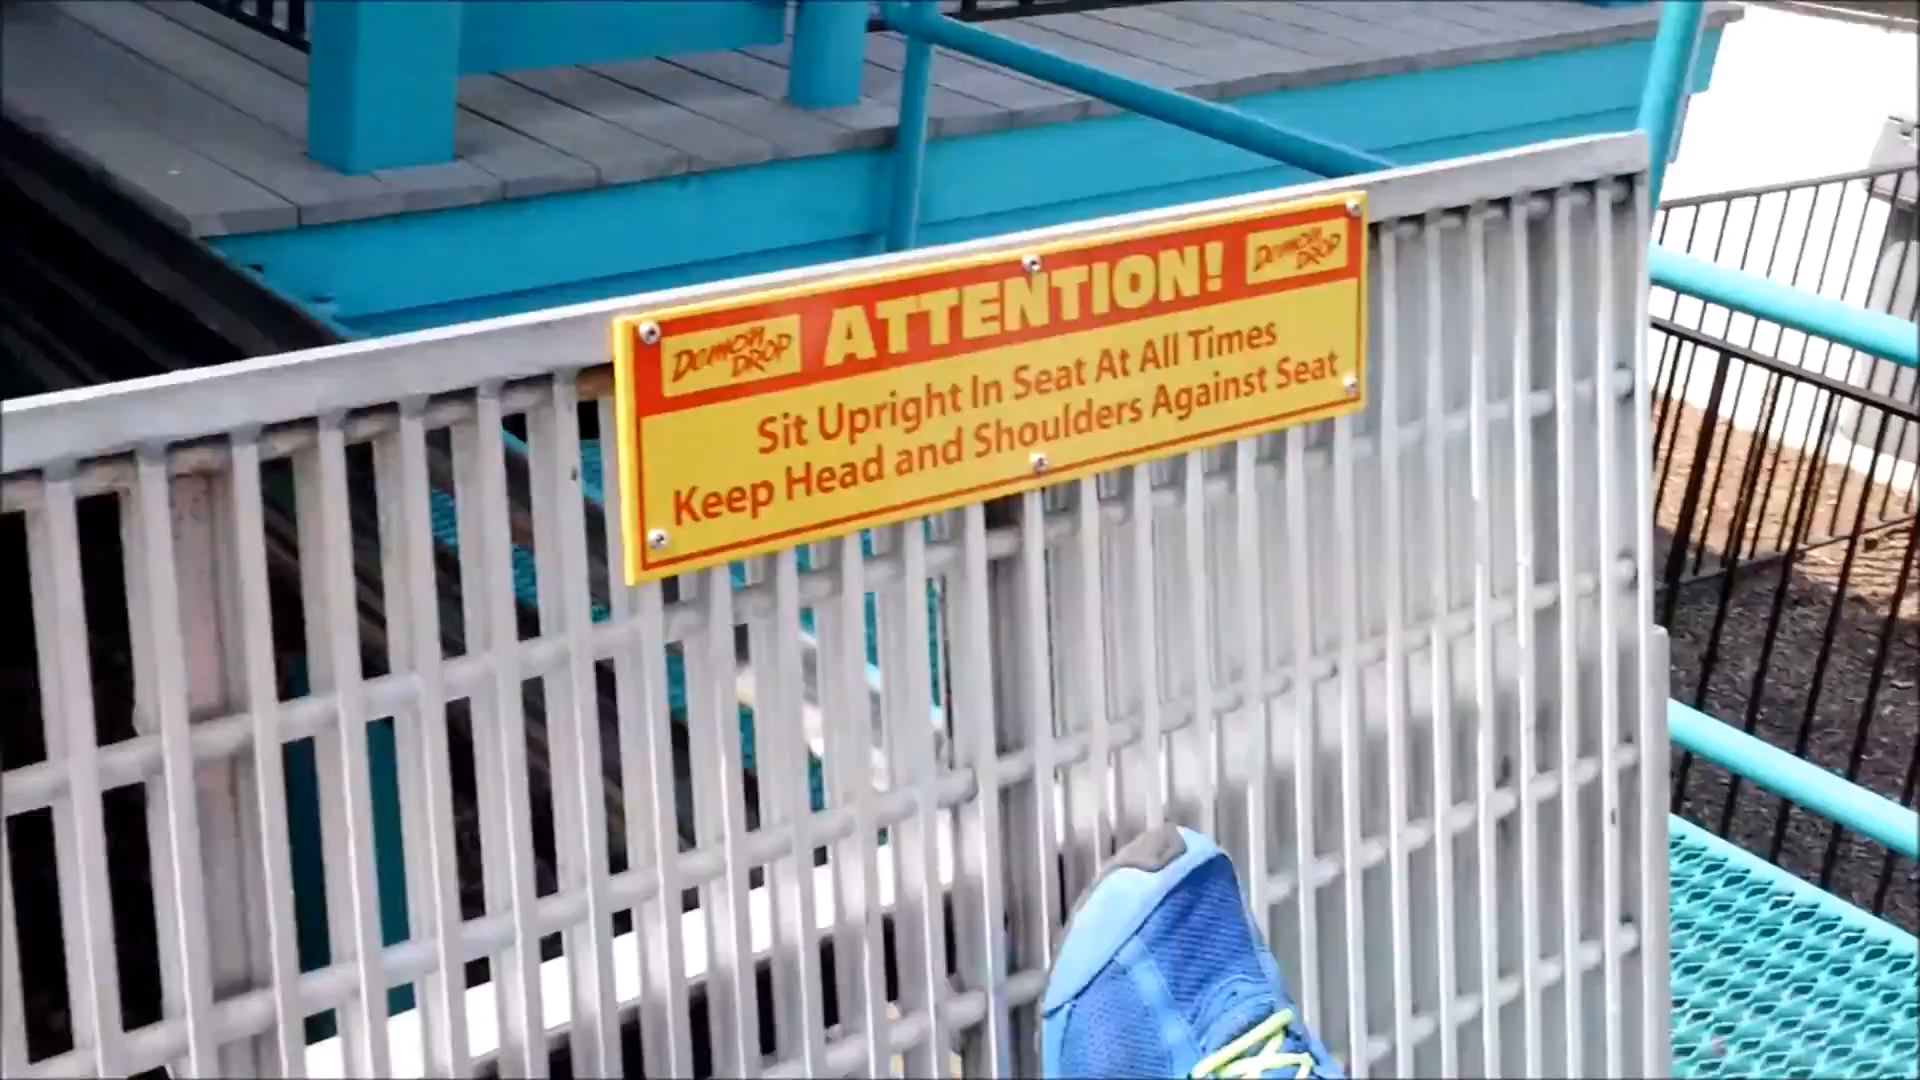 DEMON DROP ATTENTION! DEMON DROP
Sit Upright In Seat At All Times
Keep Head and Shoulders Against Seat